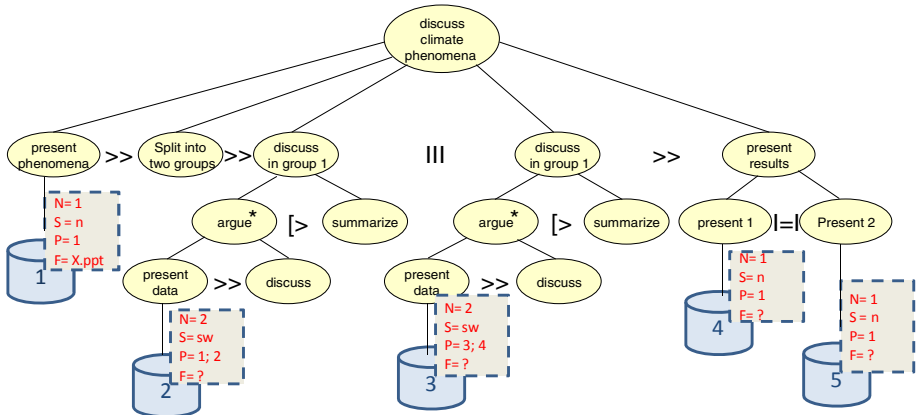 discuss
climate
phenomena
present
phenomena
>>
Split into
two groups
>>
discuss
in group 1
III
discuss
in group 1
>>
present
results
N= 1
S = n
P= 1
F= X.ppt
1
argue*
[>
summarize
argue*
[>
summarize
present 1
I=I
Present 2
present
data
>>
discuss
present
data
>>
discuss
N= 1
S= n
P= 1
F= ?
4
N= 2
S= sw
P= 1; 2
F= ?
2
N= 2
S= sw
P= 3; 4
F= ?
3
N= 1
S= n
P= 1
F= ?
5